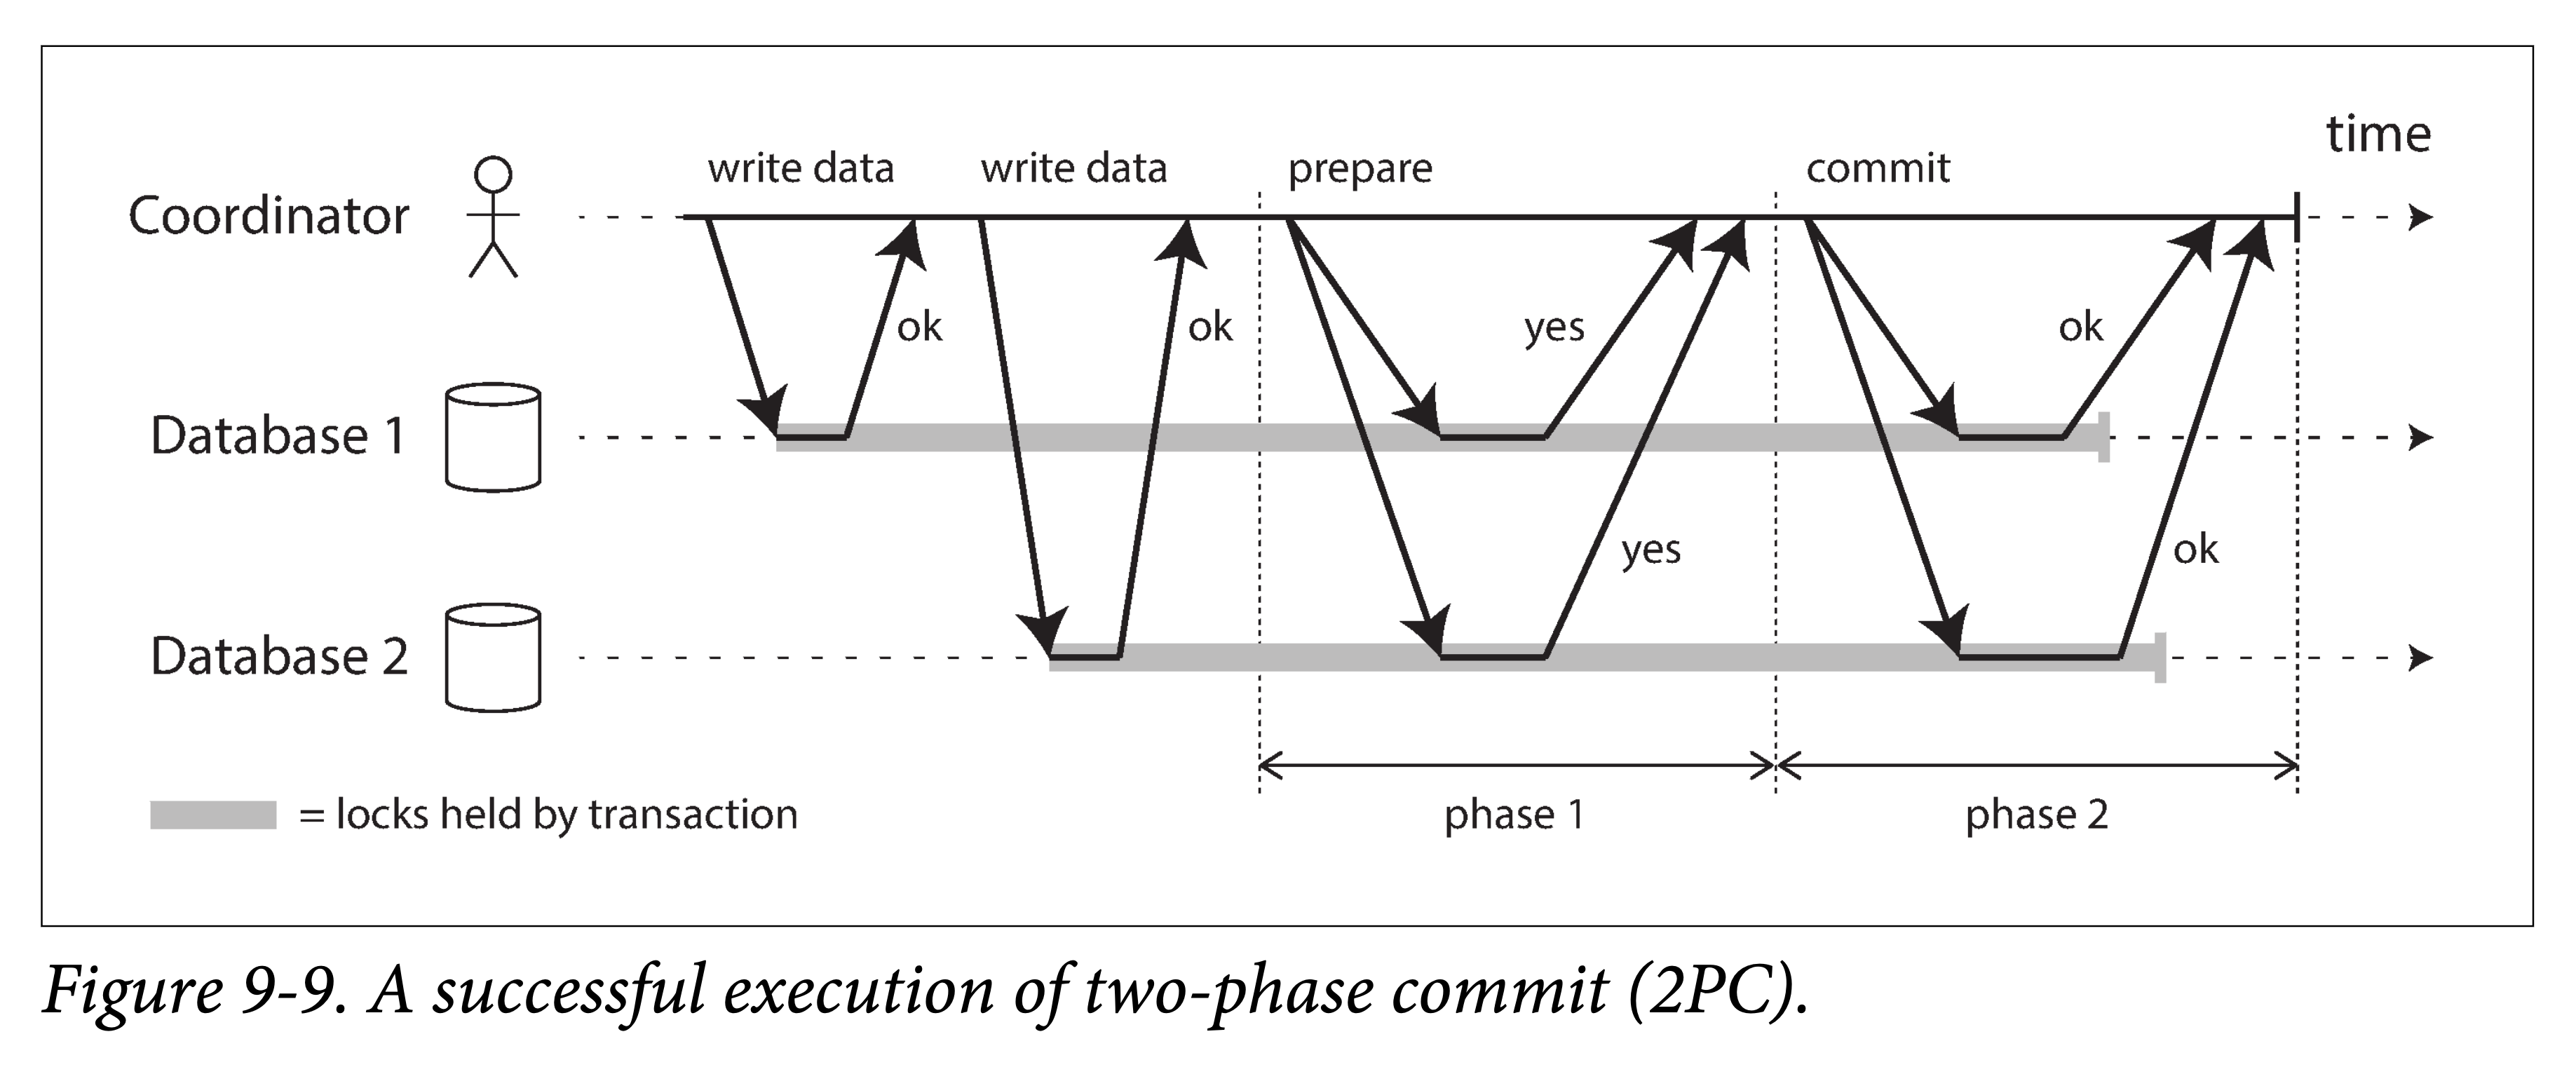 time
write data write data prepare commit
Coordinator
ok ok yes ok
Database 1
yes ok
Database 2
= locks held by transaction phase 1 phase 2
Figure 9-9. A successful execution of two-phase commit (2PC).